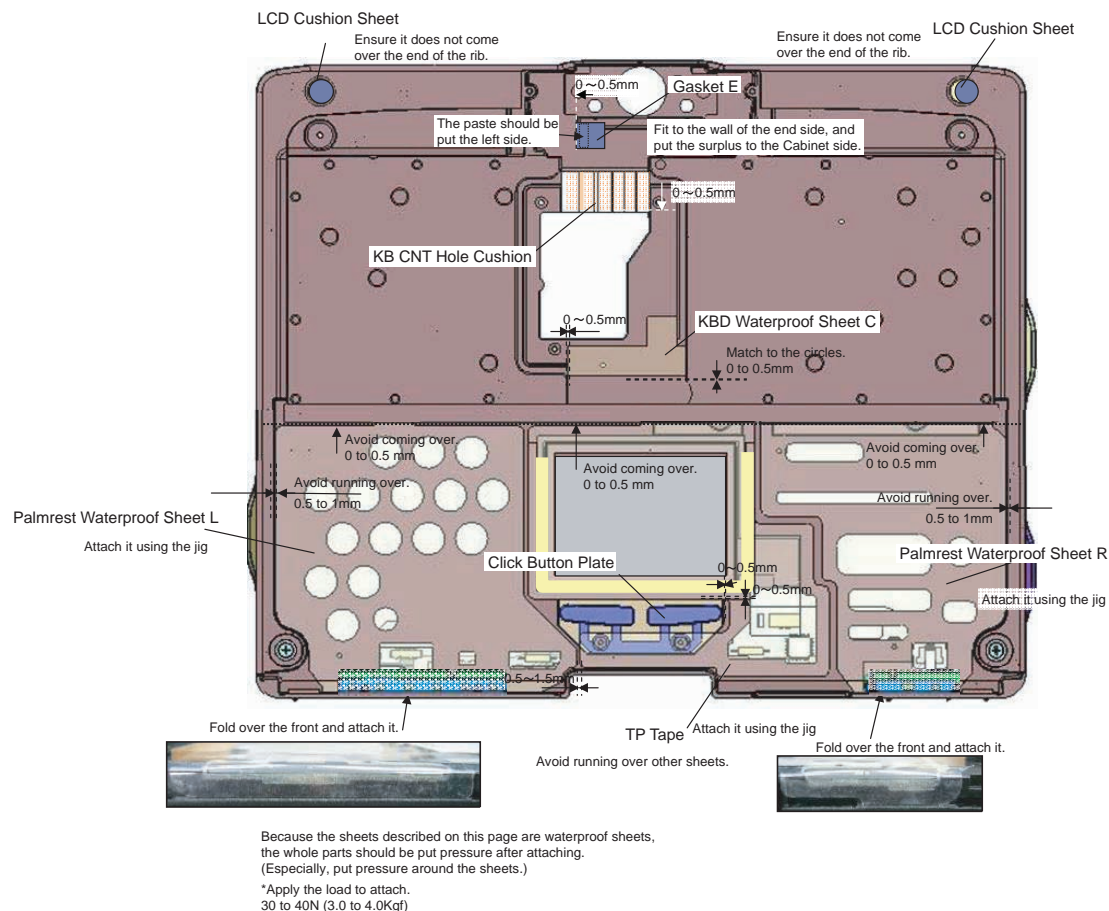 LCD Cushion Sheet
Ensure it does not come
over the end of the rib.
Ensure it does not come
over the end of the rib.
LCD Cushion Sheet
0～0.5mm
Gasket E
The paste should be
put the left side.
Fit to the wall of the end side, and
put the surplus to the Cabinet side.
0～0.5mm
KB CNT Hole Cushion
0～0.5mm
KBD Waterproof Sheet C
Match to the circles.
0 to 0.5mm
Avoid coming over.
0 to 0.5 mm
Avoid coming over.
0 to 0.5 mm
Avoid coming over.
0 to 0.5 mm
Avoid running over.
0.5 to 1mm
Avoid running over.
0.5 to 1mm
Palmrest Waterproof Sheet L
Attach it using the jig
Click Button Plate
0～0.5mm
0～0.5mm
Palmrest Waterproof Sheet R
Attach it using the jig
0.5～1.5mm
Fold over the front and attach it.
TP Tape
Attach it using the jig
Avoid running over other sheets.
Fold over the front and attach it.
Because the sheets described on this page are waterproof sheets,
the whole parts should be put pressure after attaching.
(Especially, put pressure around the sheets.)
*Apply the load to attach.
30 to 40N (3.0 to 4.0Kgf)